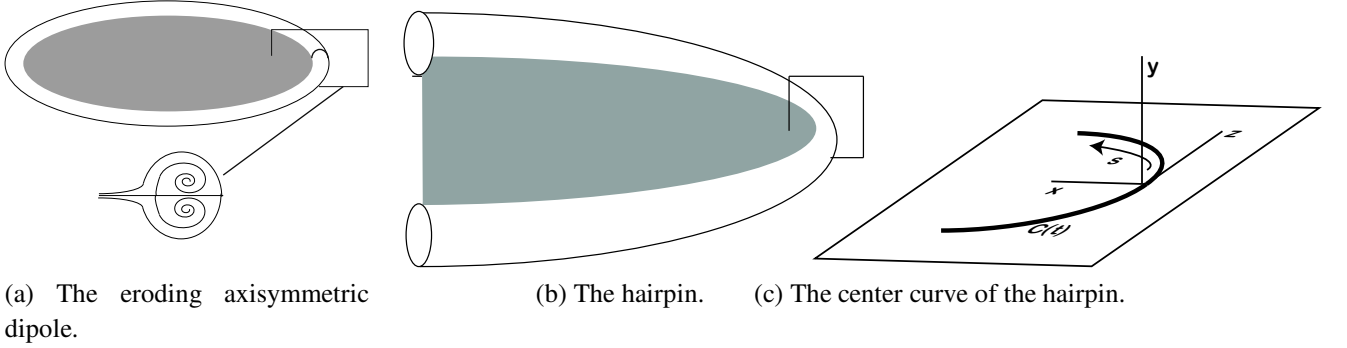 y
z
s
x
C(t)
(a) The eroding axisymmetric
dipole.
(b) The hairpin.
(c) The center curve of the hairpin.